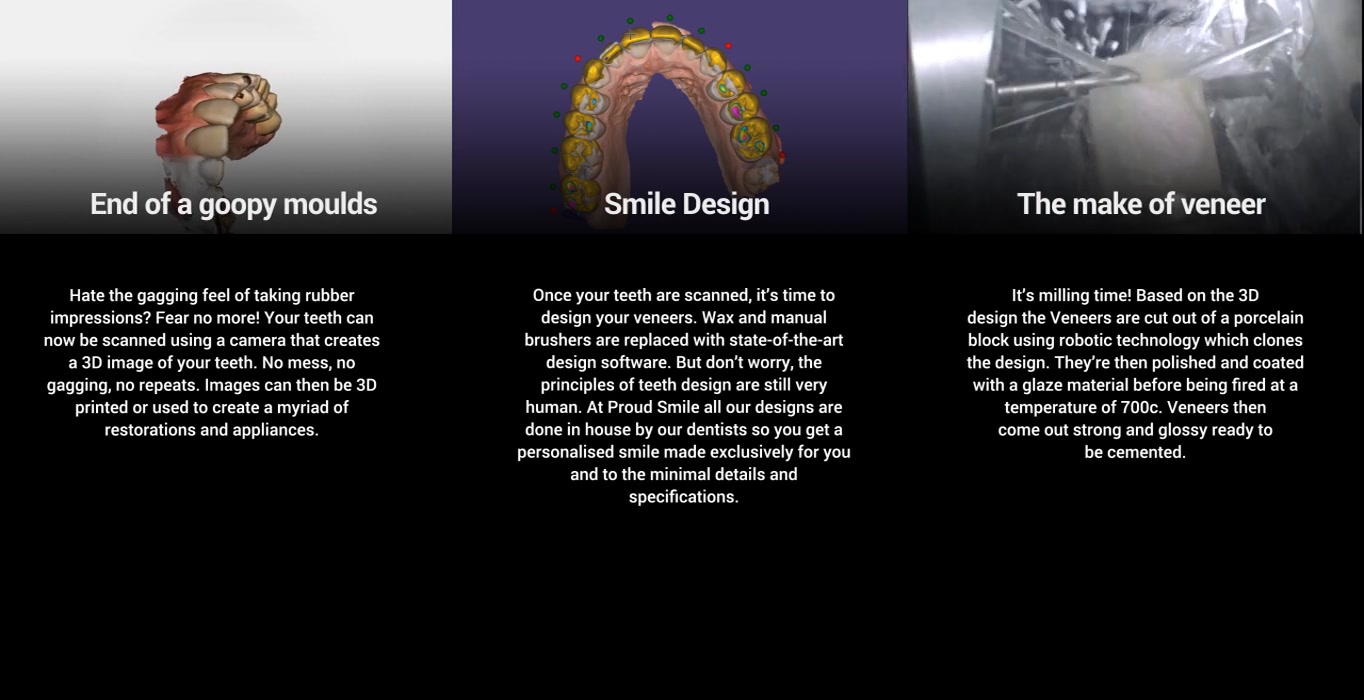 End of a goopy moulds
Hate the gagging feel of taking rubber
impressions? Fear no more! Your teeth can
now be scanned using a camera that creates
a 3D image of your teeth. No mess, no
gagging, no repeats. Images can then be 3D
printed or used to create a myriad of
restorations and appliances.
Smile Design
Once your teeth are scanned, it’s time to
design your veneers. Wax and manual
brushers are replaced with state-of-the-art
design software. But don’t worry, the
principles of teeth design are still very
human. At Proud Smile all our designs are
done in house by our dentists so you get a
personalised smile made exclusively for you
and to the minimal details and
specifications.
The make of veneer
It’s milling time! Based on the 3D
design the Veneers are cut out of a porcelain
block using robotic technology which clones
the design. They’re then polished and coated
with a glaze material before being fired at a
temperature of 700c. Veneers then
come out strong and glossy ready to
be cemented.